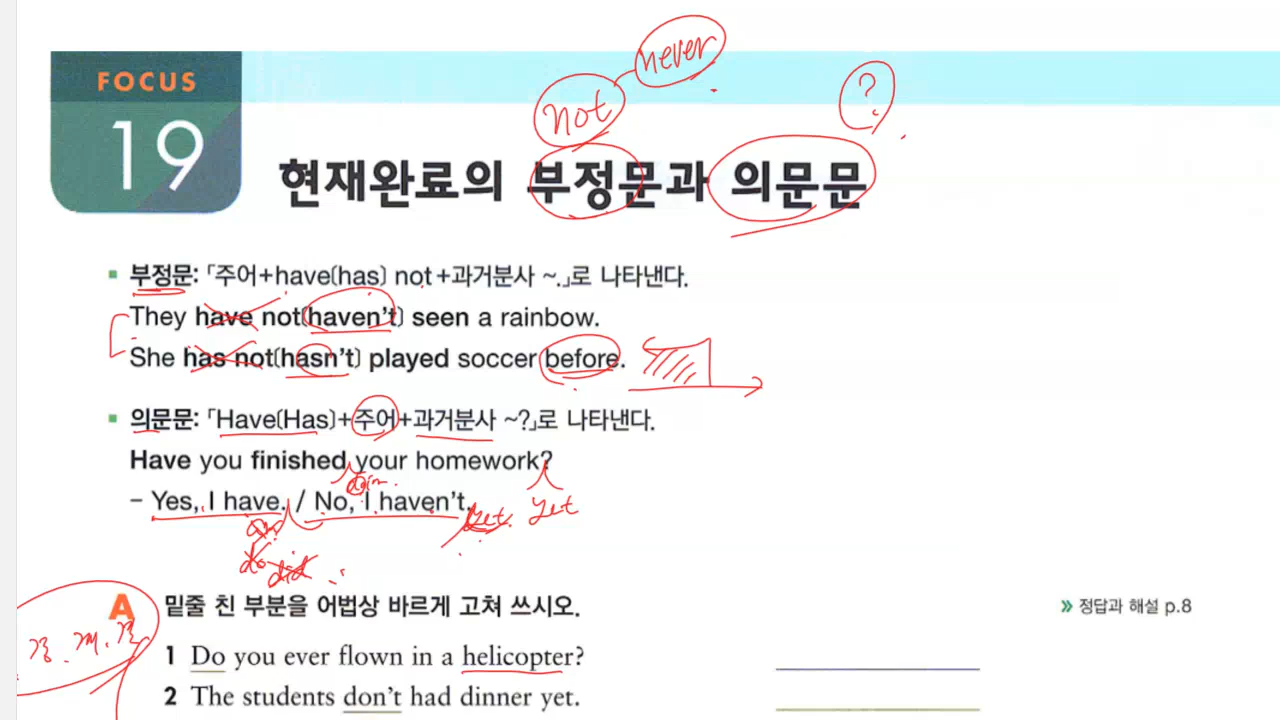 never
not
?
FOCUS
19
현재완료의 부정문과 의문문
▪ 부정문: 「주어+have(has) not+과거분사 ~.」로 나타낸다.
They have not(haven't) seen a rainbow.
She has not(hasn't) played soccer before.
▪ 의문문: 「Have(Has)+주어+과거분사 ~?」로 나타낸다.
Have you finished your homework?
– Yes, I have. / No, I haven't.
yet. yet
do did
A 밑줄 친 부분을 어법상 바르게 고쳐 쓰시오.
» 정답과 해설 p.8
1 Do you ever flown in a helicopter?
2 The students don't had dinner yet.